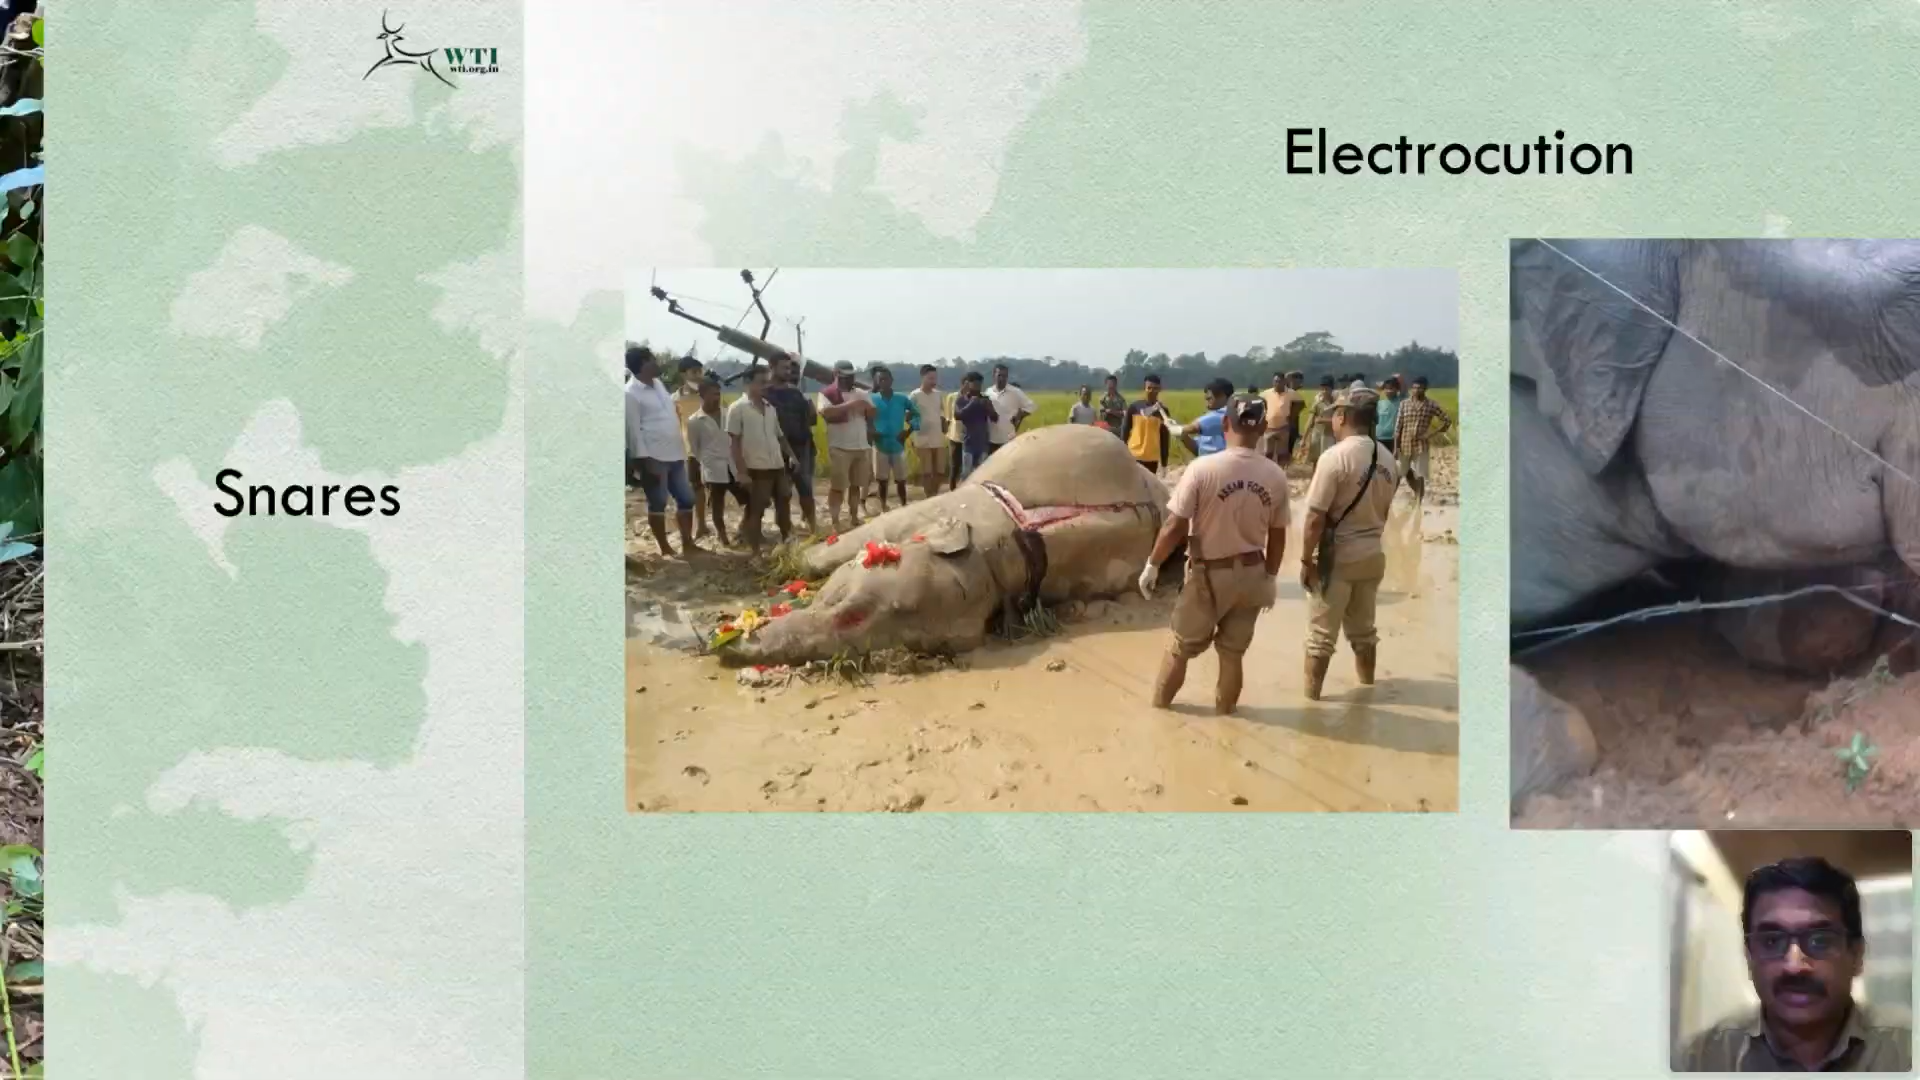 WTI
wti.org.in
Electrocution
Snares
ASSAM FOREST